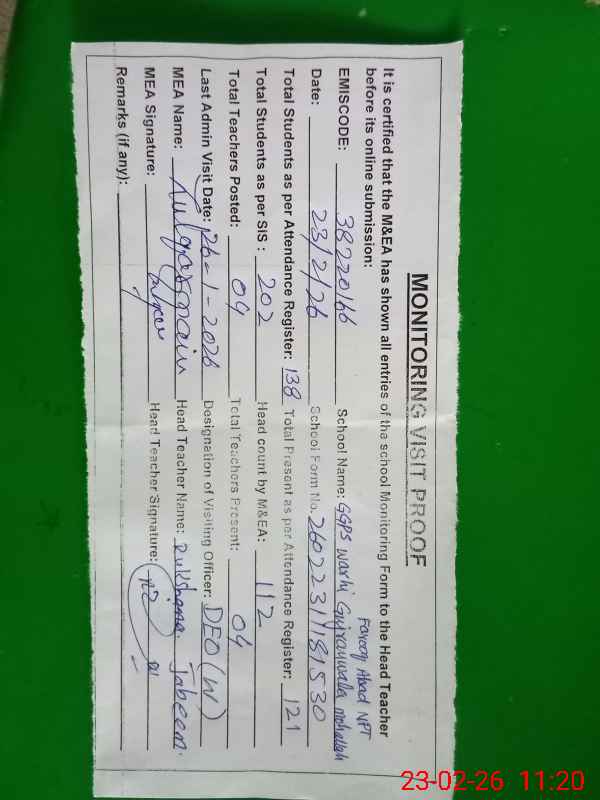 MONITORING VISIT PROOF
It is certified that the M&EA has shown all entries of the school Monitoring Form to the Head Teacher
before its online submission:
Farooq Abad NPT
EMISCODE: 38220166 School Name: GGPS Warhi Gujraywalla Mohallah
Date: 23/2/26 School Form No. 26022311181530
Total Students as per Attendance Register: 138 Total Present as per Attendance Register: 121
Total Students as per SIS : 202 Head count by M&EA: 112
Total Teachers Posted: 04 Total Teachers Present: 04
Last Admin Visit Date: 26-1-2026 Designation of Visiting Officer: DEO (W)
MEA Name: Head Teacher Name: Rukhsana Jabeen
MEA Signature: Head Teacher Signature:
Remarks (if any):
23-02-26 11:20